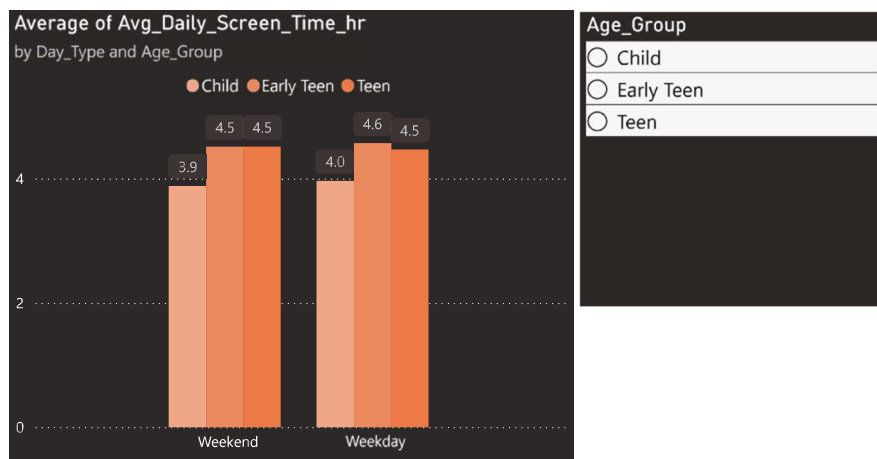 Average of Avg_Daily_Screen_Time_hr
by Day_Type and Age_Group
Child Early Teen Teen
4.5 4.5 4.6 4.5
3.9 4.0
4
2
0
Weekend Weekday
Age_Group
Child
Early Teen
Teen